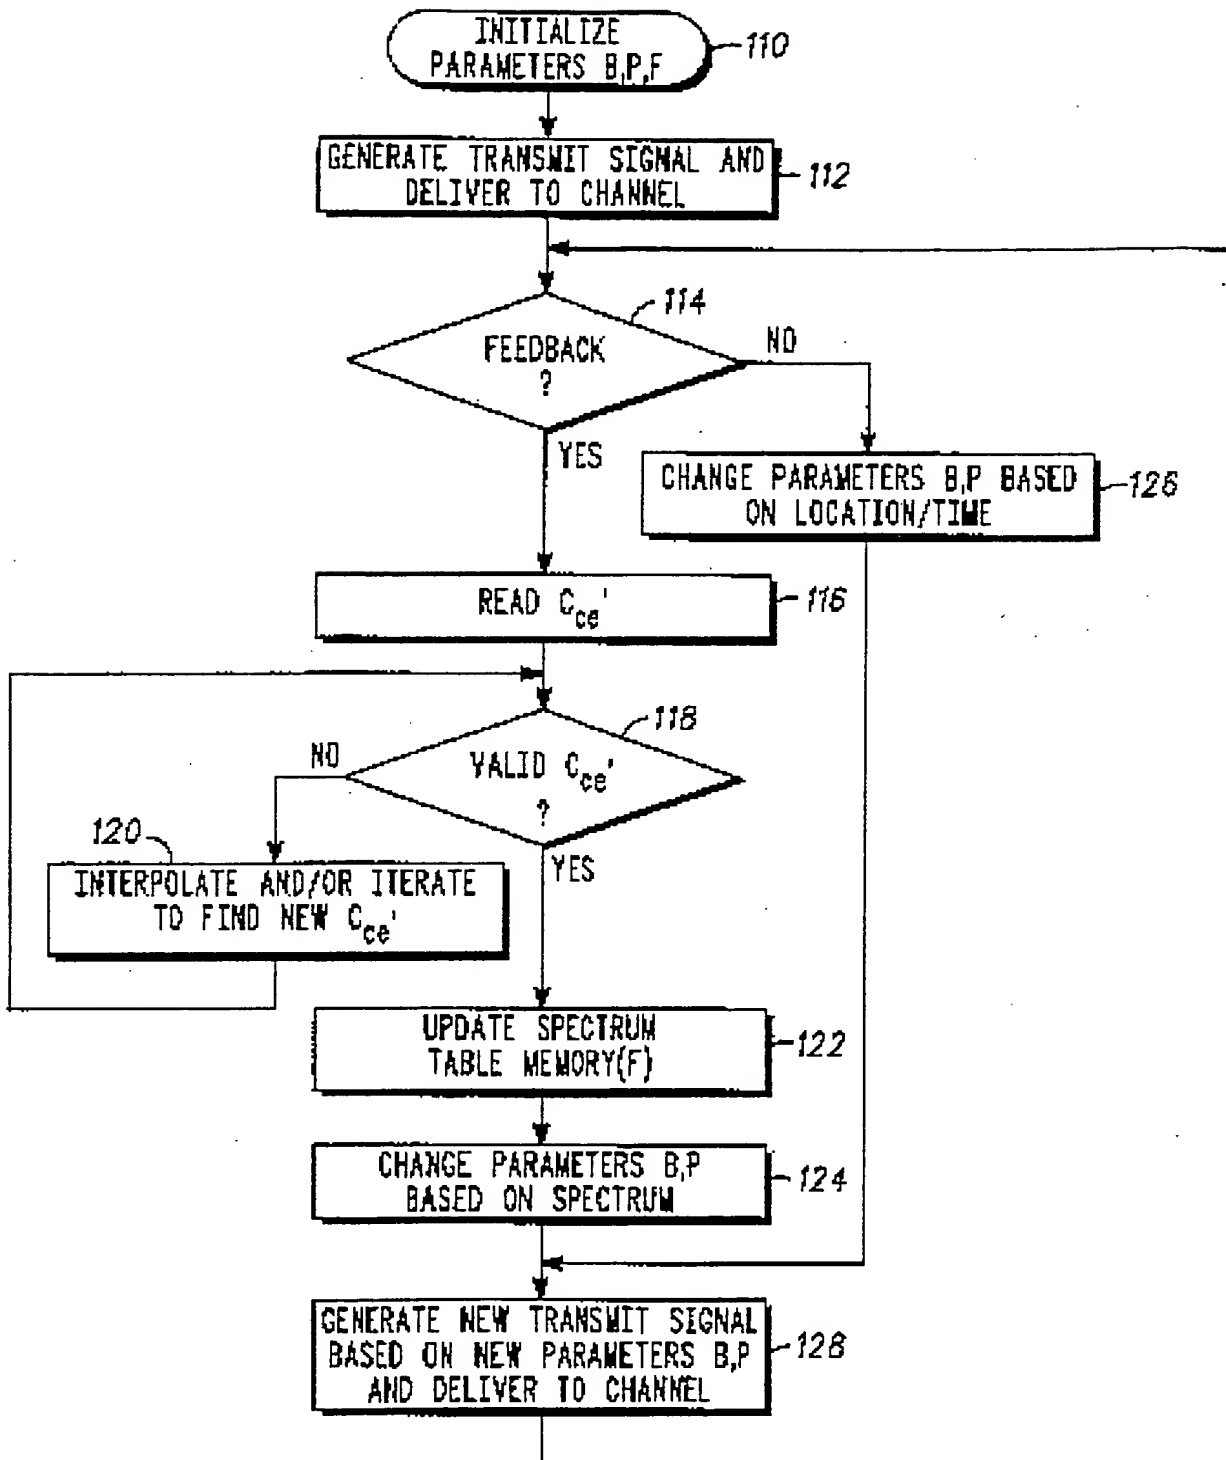 INITIALIZE
PARAMETERS B,P,F
110
GENERATE TRANSMIT SIGNAL AND
DELIVER TO CHANNEL
112
114
FEEDBACK
?
NO
YES
CHANGE PARAMETERS B,P BASED
ON LOCATION/TIME
126
READ Cce'
116
118
NO
VALID Cce'
?
YES
120
INTERPOLATE AND/OR ITERATE
TO FIND NEW Cce'
UPDATE SPECTRUM
TABLE MEMORY(F)
122
CHANGE PARAMETERS B,P
BASED ON SPECTRUM
124
GENERATE NEW TRANSMIT SIGNAL
BASED ON NEW PARAMETERS B,P
AND DELIVER TO CHANNEL
128